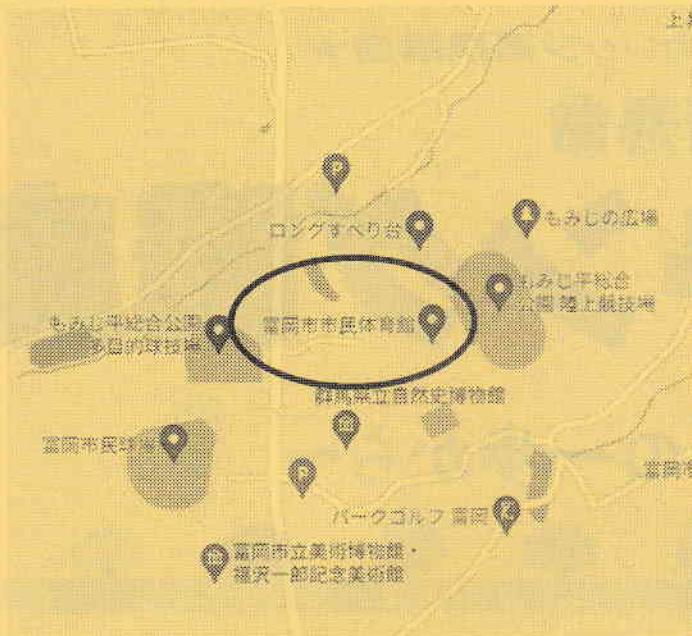 上
P
ロングすべり台
もみじの広場
もみじ平総合
公園 陸上競技場
もみじ平総合公園
多目的球技場
富岡市市民体育館
群馬県立自然史博物館
富岡市民球場
P
パークゴルフ 富岡
富岡市
富岡市立美術博物館・
福沢一郎記念美術館